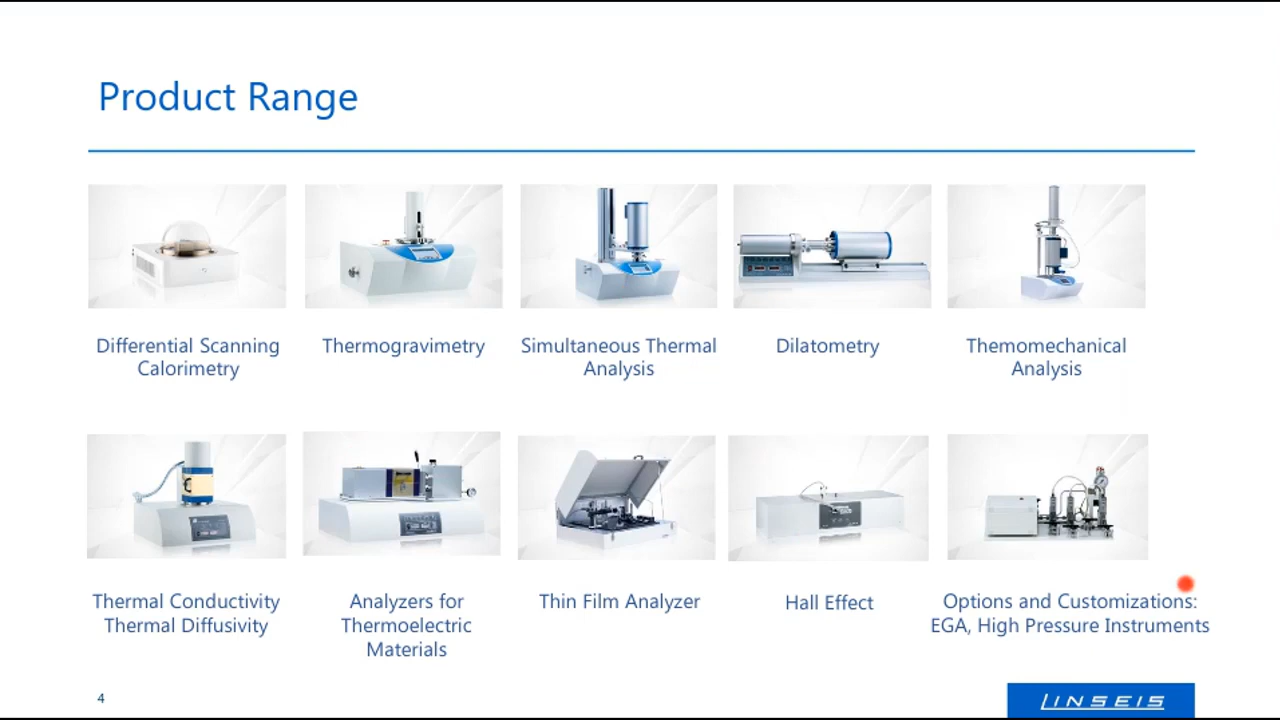 Product Range
Differential Scanning
Calorimetry
Thermogravimetry
Simultaneous Thermal
Analysis
Dilatometry
Themomechanical
Analysis
Thermal Conductivity
Thermal Diffusivity
Analyzers for
Thermoelectric
Materials
Thin Film Analyzer
Hall Effect
Options and Customizations:
EGA, High Pressure Instruments
4
LINSEIS